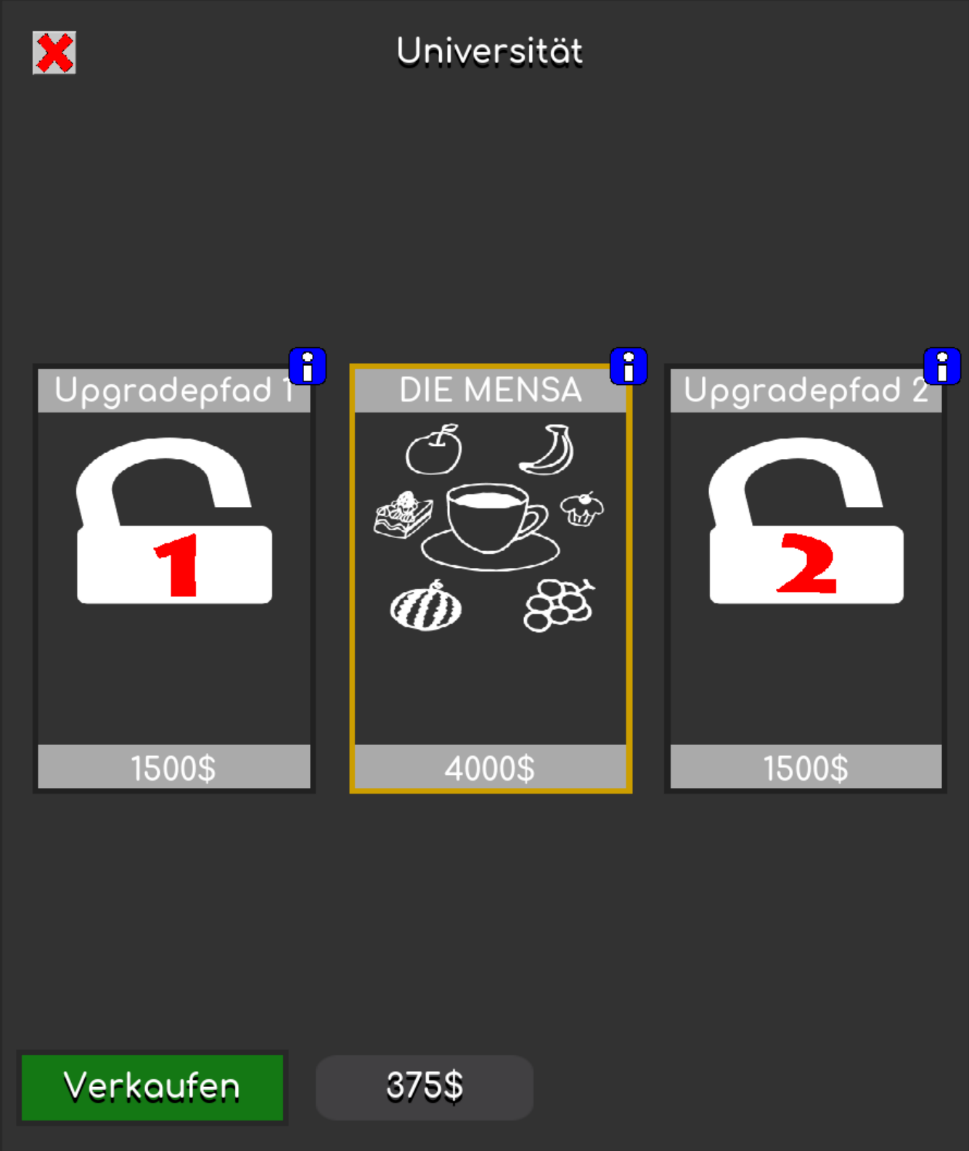 Universität
Upgradepfad 1
DIE MENSA
Upgradepfad 2
1
2
1500$
4000$
1500$
Verkaufen
375$